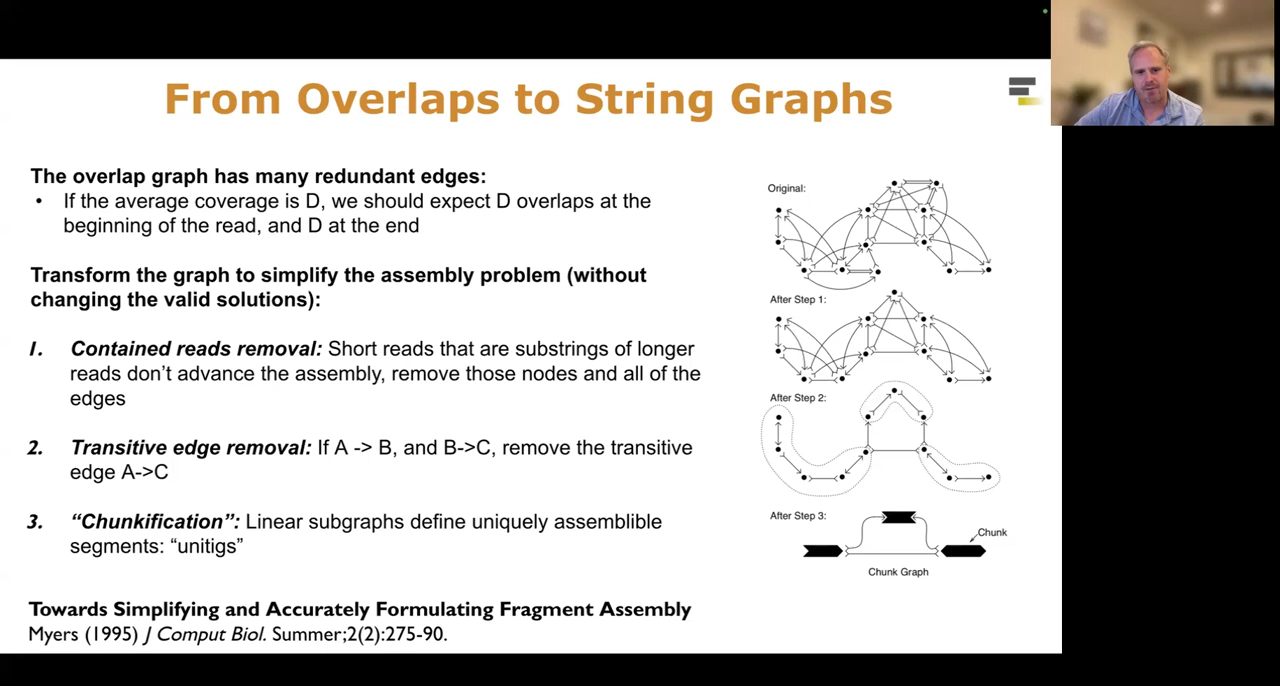 From Overlaps to String Graphs
The overlap graph has many redundant edges:
• If the average coverage is D, we should expect D overlaps at the
beginning of the read, and D at the end
Transform the graph to simplify the assembly problem (without
changing the valid solutions):
1. Contained reads removal: Short reads that are substrings of longer
reads don’t advance the assembly, remove those nodes and all of the
edges
2. Transitive edge removal: If A -> B, and B->C, remove the transitive
edge A->C
3. “Chunkification”: Linear subgraphs define uniquely assemblible
segments: “unitigs”
Towards Simplifying and Accurately Formulating Fragment Assembly
Myers (1995) J Comput Biol. Summer;2(2):275-90.
Original:
After Step 1:
After Step 2:
After Step 3:
Chunk
Chunk Graph